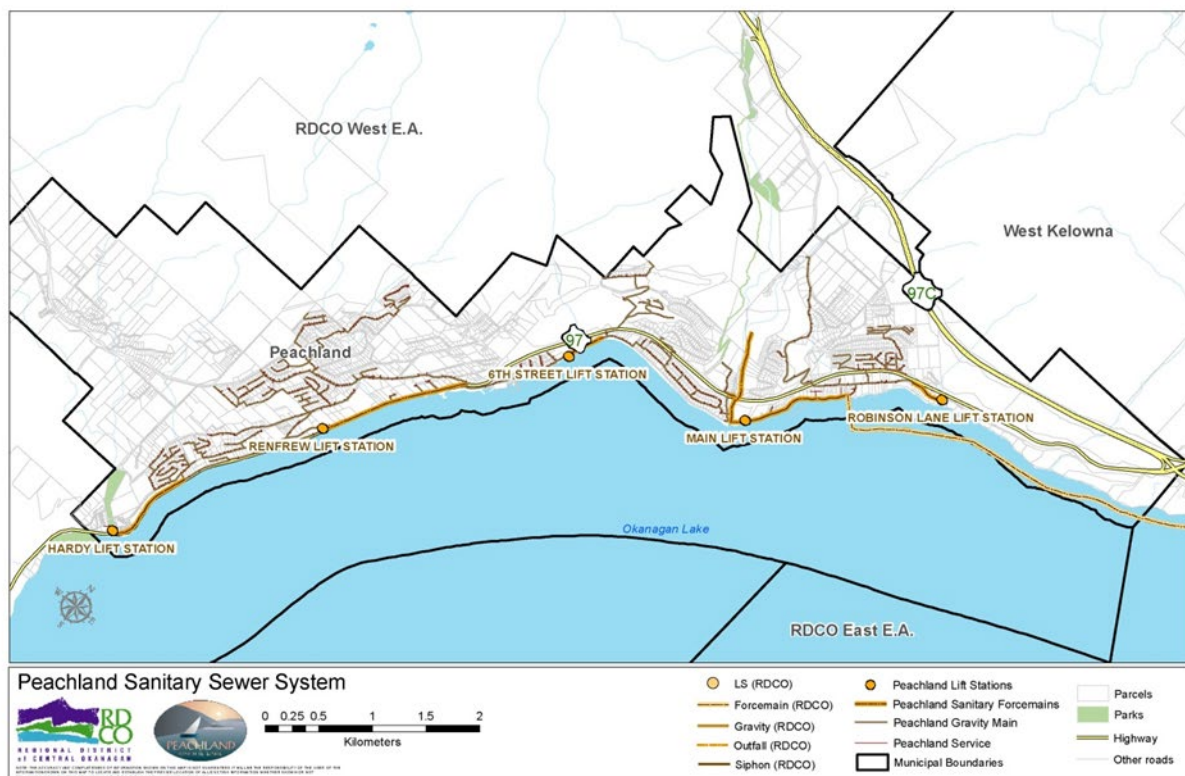 RDCO West E.A.
West Kelowna
97C
97
Peachland
6TH STREET LIFT STATION
ROBINSON LANE LIFT STATION
MAIN LIFT STATION
RENFREW LIFT STATION
Okanagan Lake
HARDY LIFT STATION
RDCO East E.A.
Peachland Sanitary Sewer System
RD
CO
REGIONAL DISTRICT
of CENTRAL OKANAGAN
PEACHLAND
0 0.25 0.5 1 1.5 2
Kilometers
LS (RDCO)
Forcemain (RDCO)
Gravity (RDCO)
Outfall (RDCO)
Siphon (RDCO)
Peachland Lift Stations
Peachland Sanitary Forcemains
Peachland Gravity Main
Peachland Service
Municipal Boundaries
Parcels
Parks
Highway
Other roads